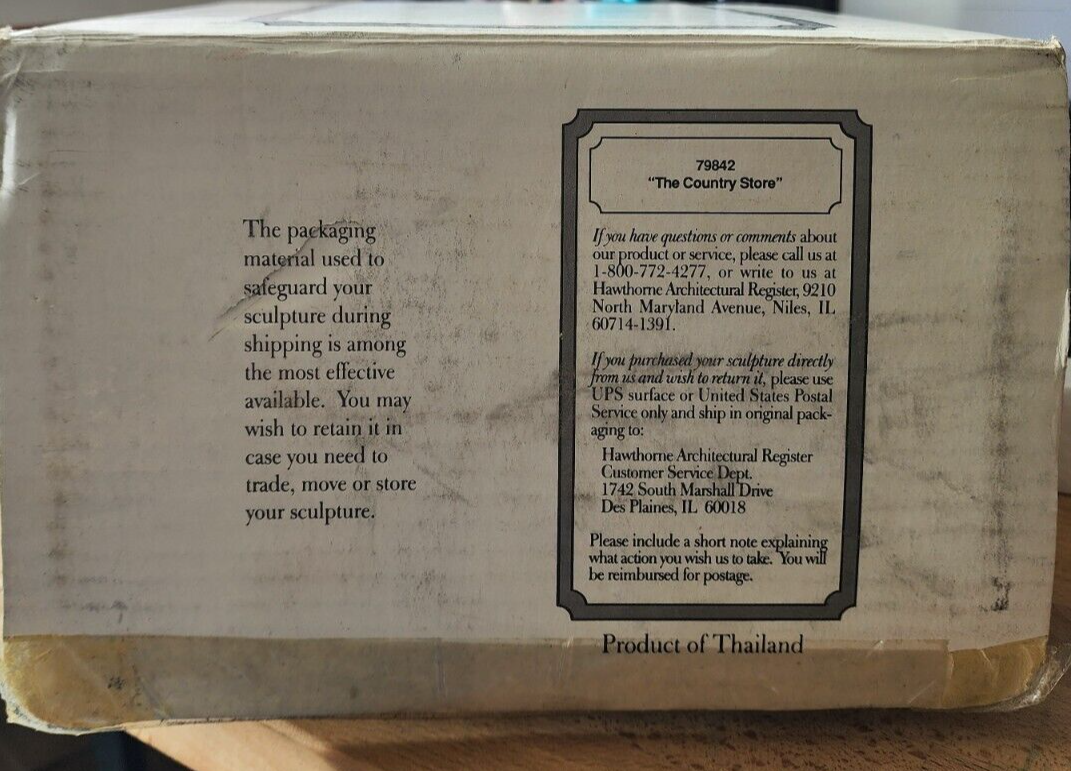 The packaging
material used to
safeguard your
sculpture during
shipping is among
the most effective
available. You may
wish to retain it in
case you need to
trade, move or store
your sculpture.
79842
"The Country Store"
If you have questions or comments about
our product or service, please call us at
1-800-772-4277, or write to us at
Hawthorne Architectural Register, 9210
North Maryland Avenue, Niles, IL
60714-1391.
If you purchased your sculpture directly
from us and wish to return it, please use
UPS surface or United States Postal
Service only and ship in original pack-
aging to:
Hawthorne Architectural Register
Customer Service Dept.
1742 South Marshall Drive
Des Plaines, IL 60018
Please include a short note explaining
what action you wish us to take. You will
be reimbursed for postage.
Product of Thailand